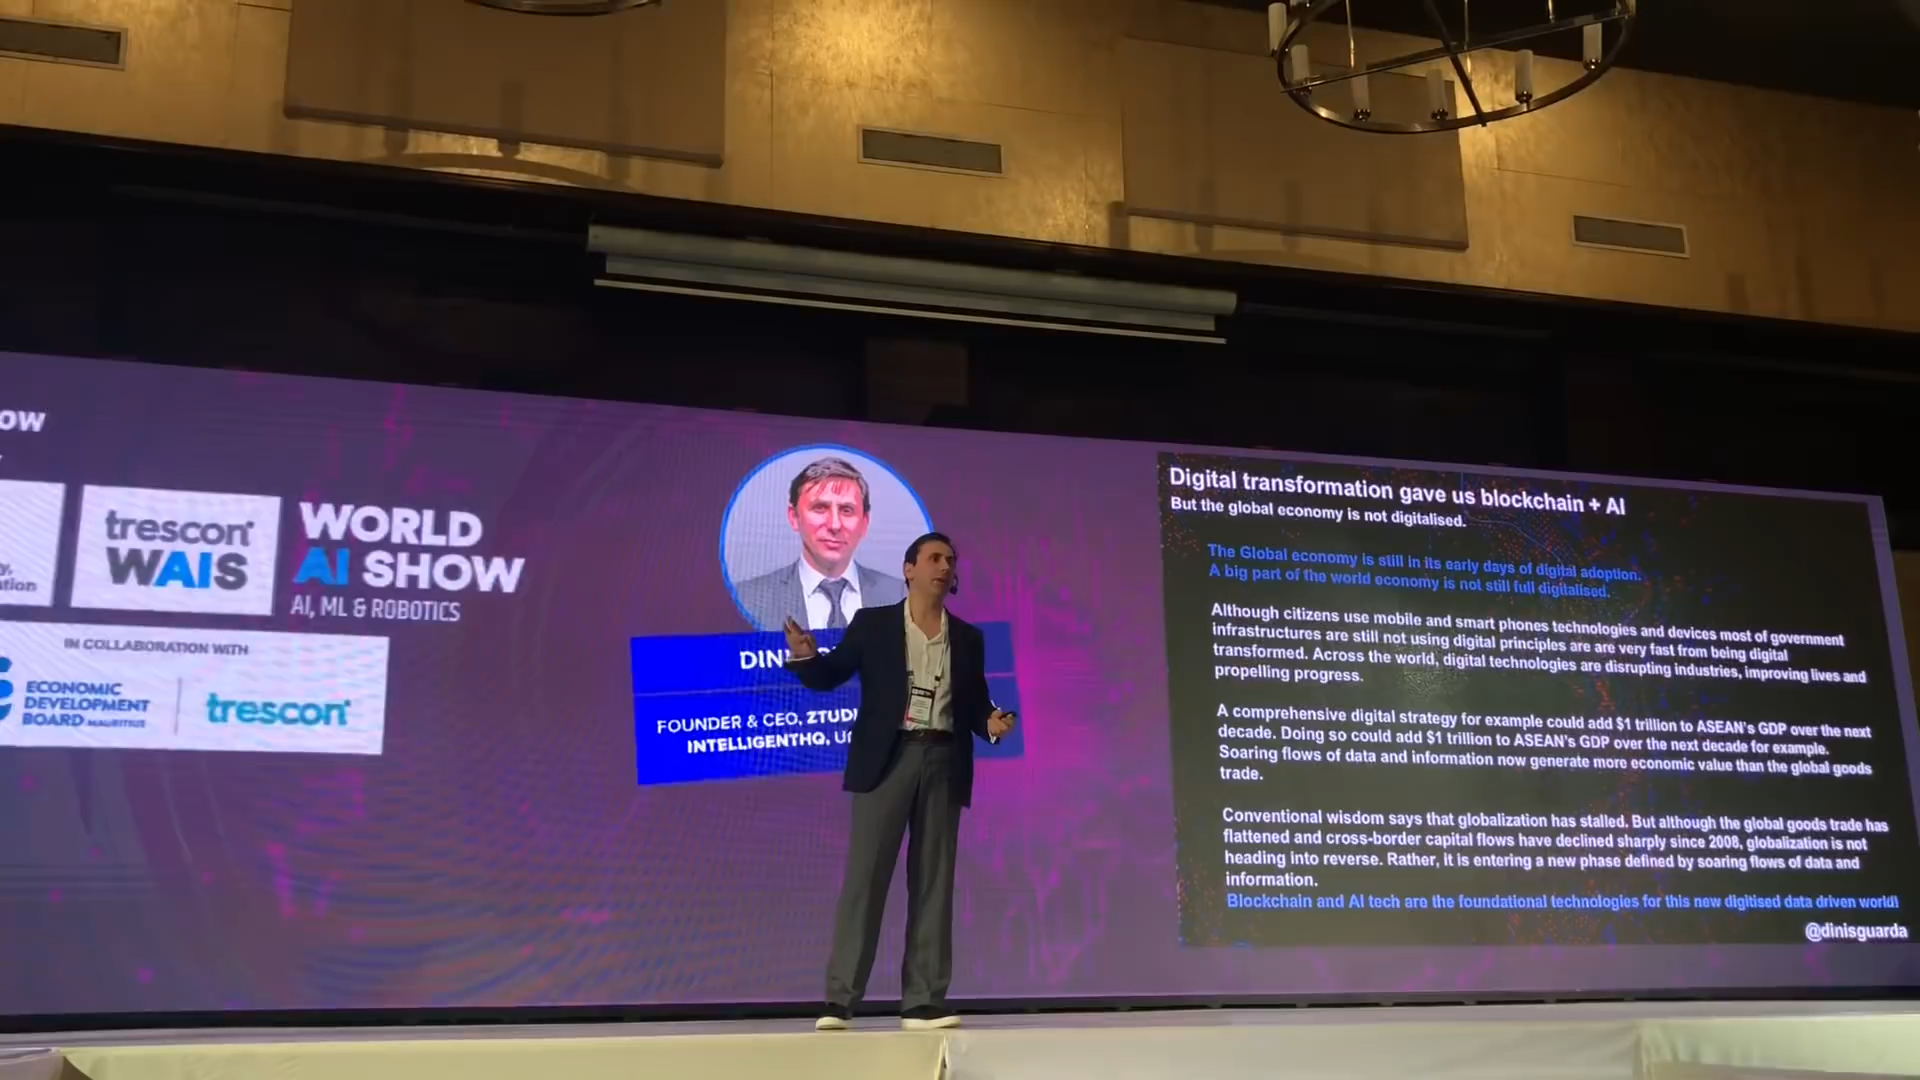 ow
y,
ation
trescon
WAIS
WORLD
AI SHOW
AI, ML & ROBOTICS
IN COLLABORATION WITH
ECONOMIC
DEVELOPMENT
BOARD MAURITIUS
trescon
FOUNDER & CEO, ZTUDI
INTELLIGENTHQ,
Digital transformation gave us blockchain + AI
But the global economy is not digitalised.
The Global economy is still in its early days of digital adoption.
A big part of the world economy is not still full digitalised.
Although citizens use mobile and smart phones technologies and devices most of government
infrastructures are still not using digital principles are are very fast from being digital
transformed. Across the world, digital technologies are disrupting industries, improving lives and
propelling progress.
A comprehensive digital strategy for example could add $1 trillion to ASEAN's GDP over the next
decade. Doing so could add $1 trillion to ASEAN's GDP over the next decade for example.
Soaring flows of data and information now generate more economic value than the global goods
trade.
Conventional wisdom says that globalization has stalled. But although the global goods trade has
flattened and cross-border capital flows have declined sharply since 2008, globalization is not
heading into reverse. Rather, it is entering a new phase defined by soaring flows of data and
information.
Blockchain and AI tech are the foundational technologies for this new digitised data driven world!
@dinisguarda